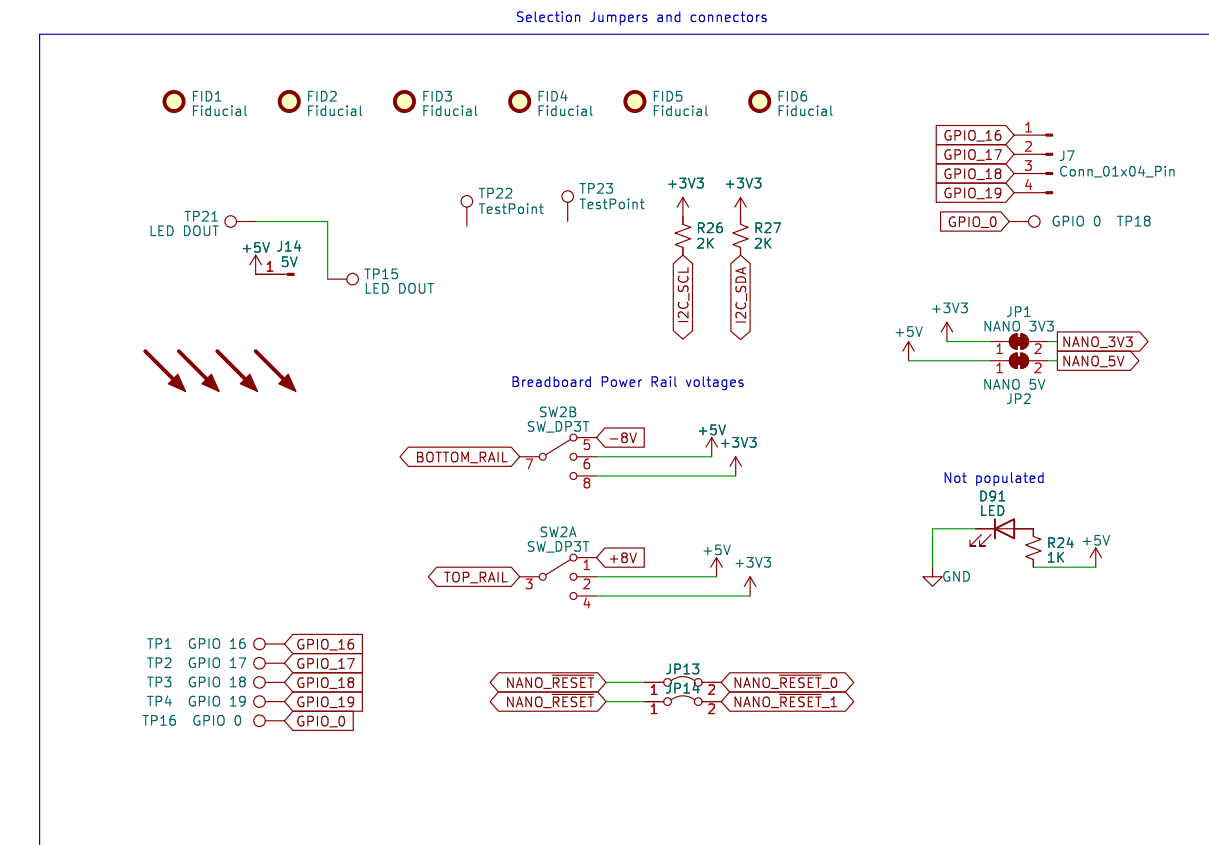 Selection Jumpers and connectors
FID1
Fiducial
FID2
Fiducial
FID3
Fiducial
FID4
Fiducial
FID5
Fiducial
FID6
Fiducial
GPIO_16 1
GPIO_17 2
GPIO_18 3
GPIO_19 4
J7
Conn_01x04_Pin
GPIO_0 GPIO 0 TP18
TP21
LED DOUT
+5V J14
5V
1
TP15
LED DOUT
TP22
TestPoint
TP23
TestPoint
+3V3 +3V3
R26
2K
R27
2K
I2C_SCL
I2C_SDA
+5V
+3V3
JP1
NANO 3V3
1 2 NANO_3V3
1 2 NANO_5V
NANO 5V
JP2
Breadboard Power Rail voltages
SW2B
SW_DP3T
BOTTOM_RAIL 7
5 -8V
6
8
+5V
+3V3
SW2A
SW_DP3T
TOP_RAIL 3
1 +8V
2
4
+5V
+3V3
Not populated
D91
LED
R24
1K
+5V
GND
TP1 GPIO 16 GPIO_16
TP2 GPIO 17 GPIO_17
TP3 GPIO 18 GPIO_18
TP4 GPIO 19 GPIO_19
TP16 GPIO 0 GPIO_0
JP13
NANO_RESET 1 2 NANO_RESET_0
JP14
NANO_RESET 1 2 NANO_RESET_1